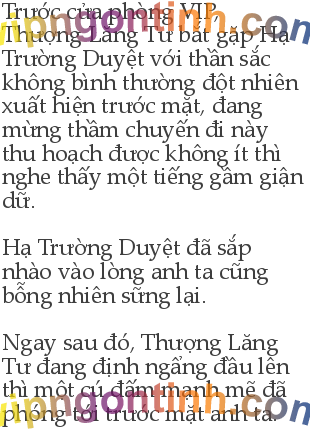 Trước cửa phòng VIP,
Thượng Lăng Tư bắt gặp Hạ
Trường Duyệt với thần sắc
không bình thường đột nhiên
xuất hiện trước mặt, đang
mừng thầm chuyến đi này
thu hoạch được không ít thì
nghe thấy một tiếng gầm giận
dữ.
Hạ Trường Duyệt đã sắp
nhào vào lòng anh ta cũng
bỗng nhiên sững lại.
Ngay sau đó, Thượng Lăng
Tư đang định ngẩng đầu lên
thì một cú đấm mạnh mẽ đã
phóng tới trước mặt anh ta.
vipngontinh.com
vipngontinh.com